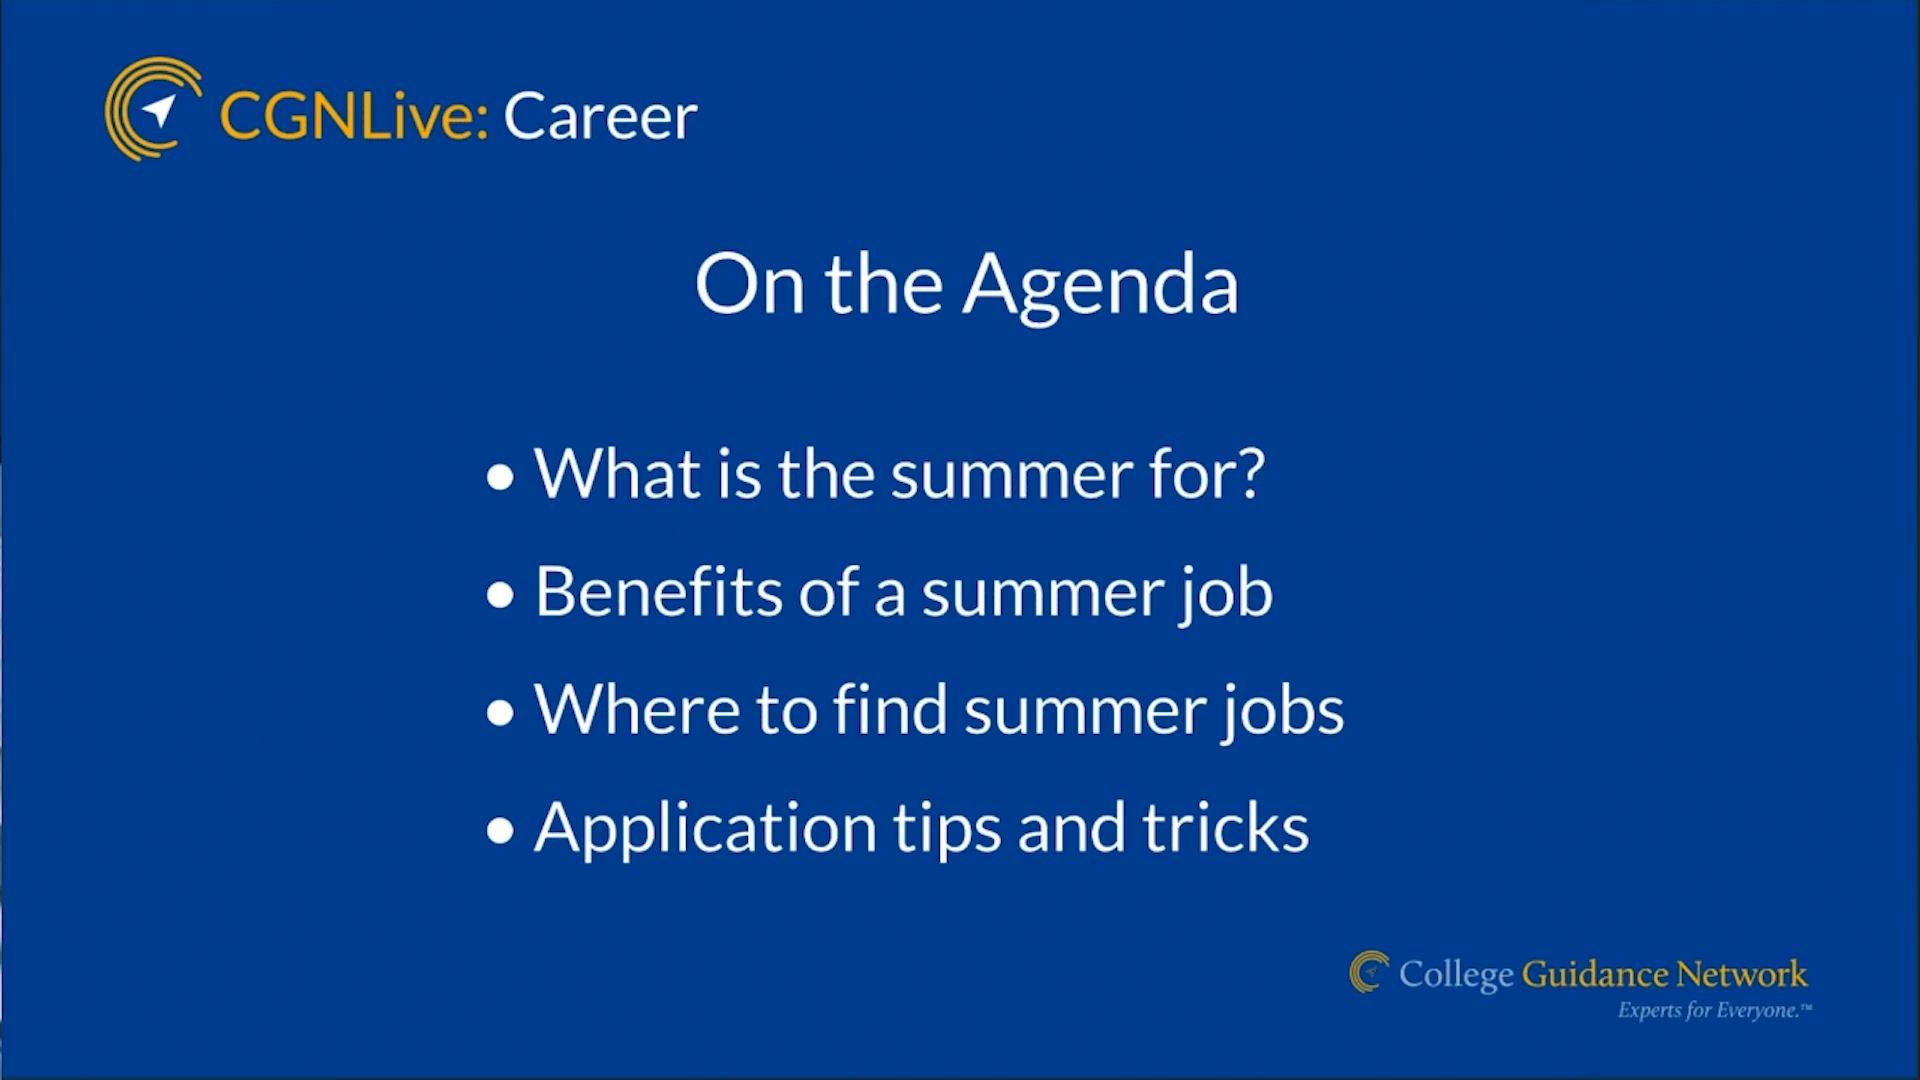 CGNLive: Career
On the Agenda
• What is the summer for?
• Benefits of a summer job
• Where to find summer jobs
• Application tips and tricks
College Guidance Network
Experts for Everyone.™